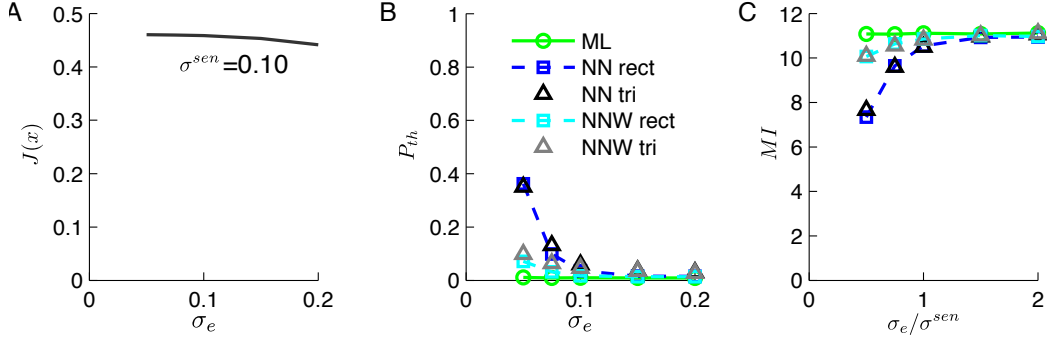 A
0.5
0.4
0.3
0.2
0.1
0
J(x)
σ^sen=0.10
0
0.1
0.2
σ_e
B
1
0.8
0.6
0.4
0.2
0
P_th
ML
NN rect
NN tri
NNW rect
NNW tri
0
0.1
0.2
σ_e
C
12
10
8
6
4
2
0
MI
0
1
2
σ_e/σ^sen